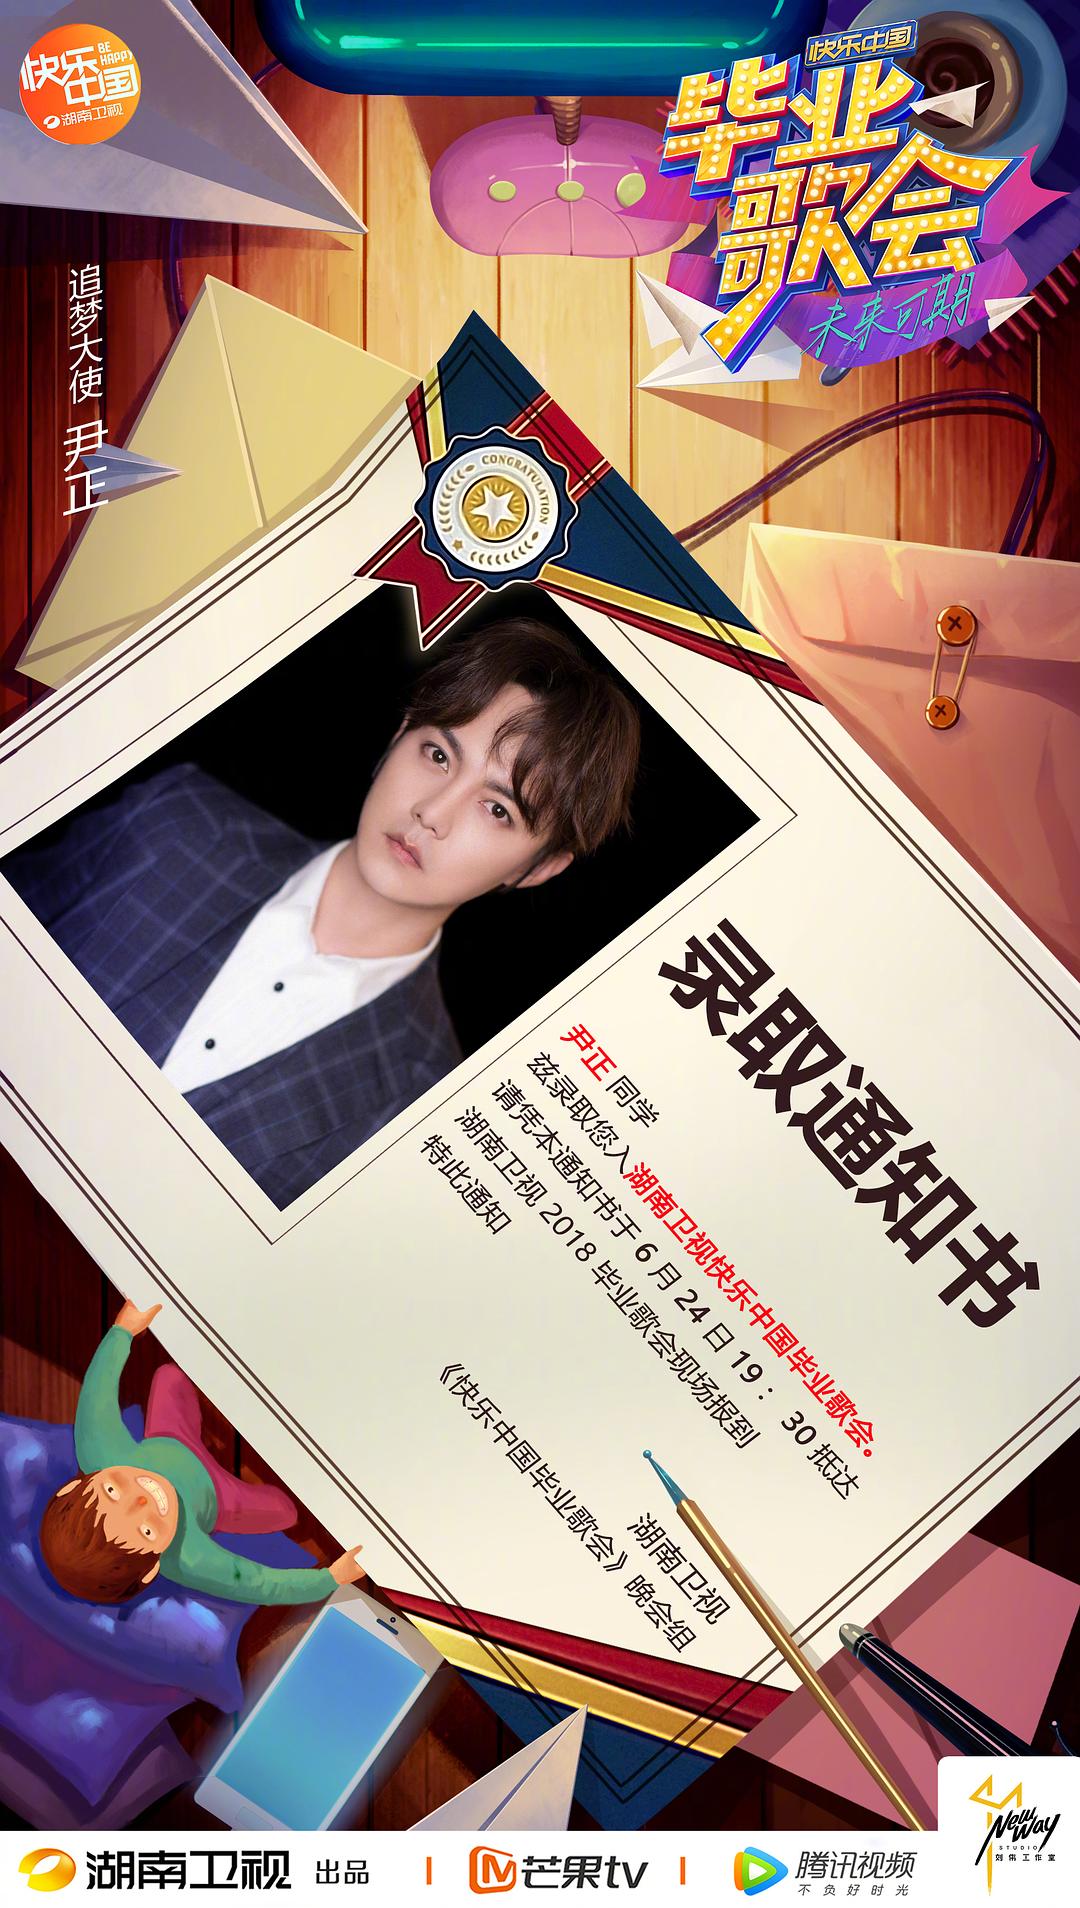 快乐中国
BE HAPPY
湖南卫视
快乐中国
毕业
歌会
未来可期
追梦大使 尹正
CONGRATULATION
录取通知书
尹正 同学
兹录取您入湖南卫视快乐中国毕业歌会。
请凭本通知书于 6 月 24 日 19： 30 抵达
湖南卫视 2018 毕业歌会现场报到
特此通知
湖南卫视
《快乐中国毕业歌会》晚会组
New Way
STUDIO
刘伟工作室
湖南卫视 出品
芒果tv
腾讯视频
不负好时光